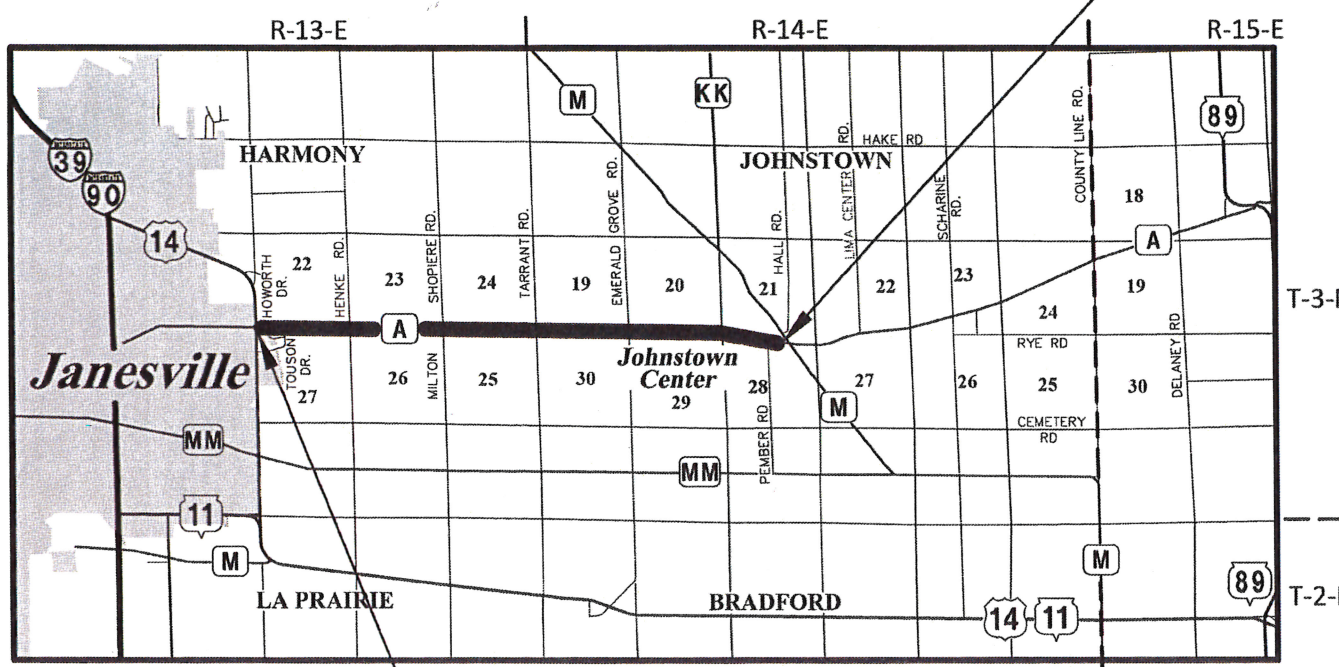 R-13-E
R-14-E
R-15-E
M
KK
89
39
90
HARMONY
JOHNSTOWN
HAKE RD
COUNTY LINE RD.
18
14
A
HOWORTH DR.
22
HENKE RD.
23
SHOPIERE RD.
24
TARRANT RD.
19
EMERALD GROVE RD.
20
HALL RD.
21
LIMA CENTER RD.
22
SCHARINE RD.
23
24
19
RYE RD
T-3-
A
Janesville
TOUSON DR.
27
26
MILTON
25
30
Johnstown
Center
29
28
PEMBER RD
27
M
26
25
30
DELANEY RD
CEMETERY
RD
MM
MM
11
M
M
89
T-2-
LA PRAIRIE
BRADFORD
14
11